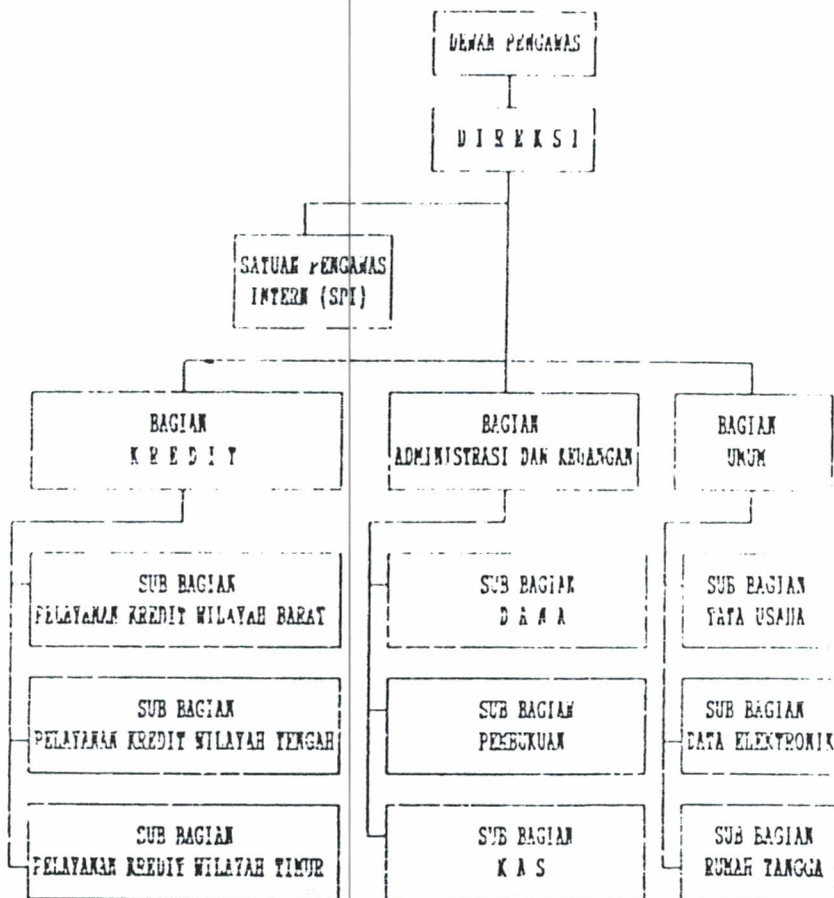 DEWAN PENGAWAS
D I R E K S I
SATUAN PENGAWAS
INTERN (SPI)
BAGIAN
K R E D I T
BAGIAN
ADMINISTRASI DAN KEUANGAN
BAGIAN
UMUM
SUB BAGIAN
PELAYANAN KREDIT WILAYAH BARAT
SUB BAGIAN
D A N A
SUB BAGIAN
TATA USAHA
SUB BAGIAN
PELAYANAN KREDIT WILAYAH TENGAH
SUB BAGIAN
PEMBUKUAN
SUB BAGIAN
DATA ELEKTRONIK
SUB BAGIAN
PELAYANAN KREDIT WILAYAH TIMUR
SUB BAGIAN
K A S
SUB BAGIAN
RUMAH TANGGA